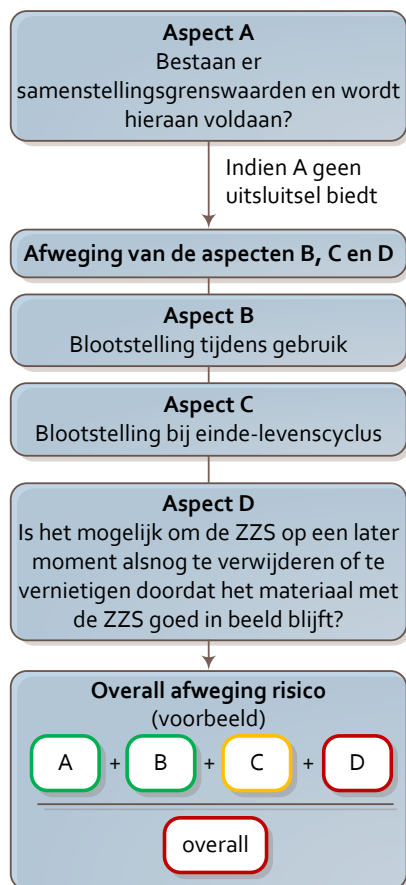 Aspect A
Bestaan er
samenstellingsgrenswaarden en wordt
hieraan voldaan?
Indien A geen
uitsluitsel biedt
Afweging van de aspecten B, C en D
Aspect B
Blootstelling tijdens gebruik
Aspect C
Blootstelling bij einde-levenscyclus
Aspect D
Is het mogelijk om de ZZS op een later
moment alsnog te verwijderen of te
vernietigen doordat het materiaal met
de ZZS goed in beeld blijft?
Overall afweging risico
(voorbeeld)
A + B + C + D
overall